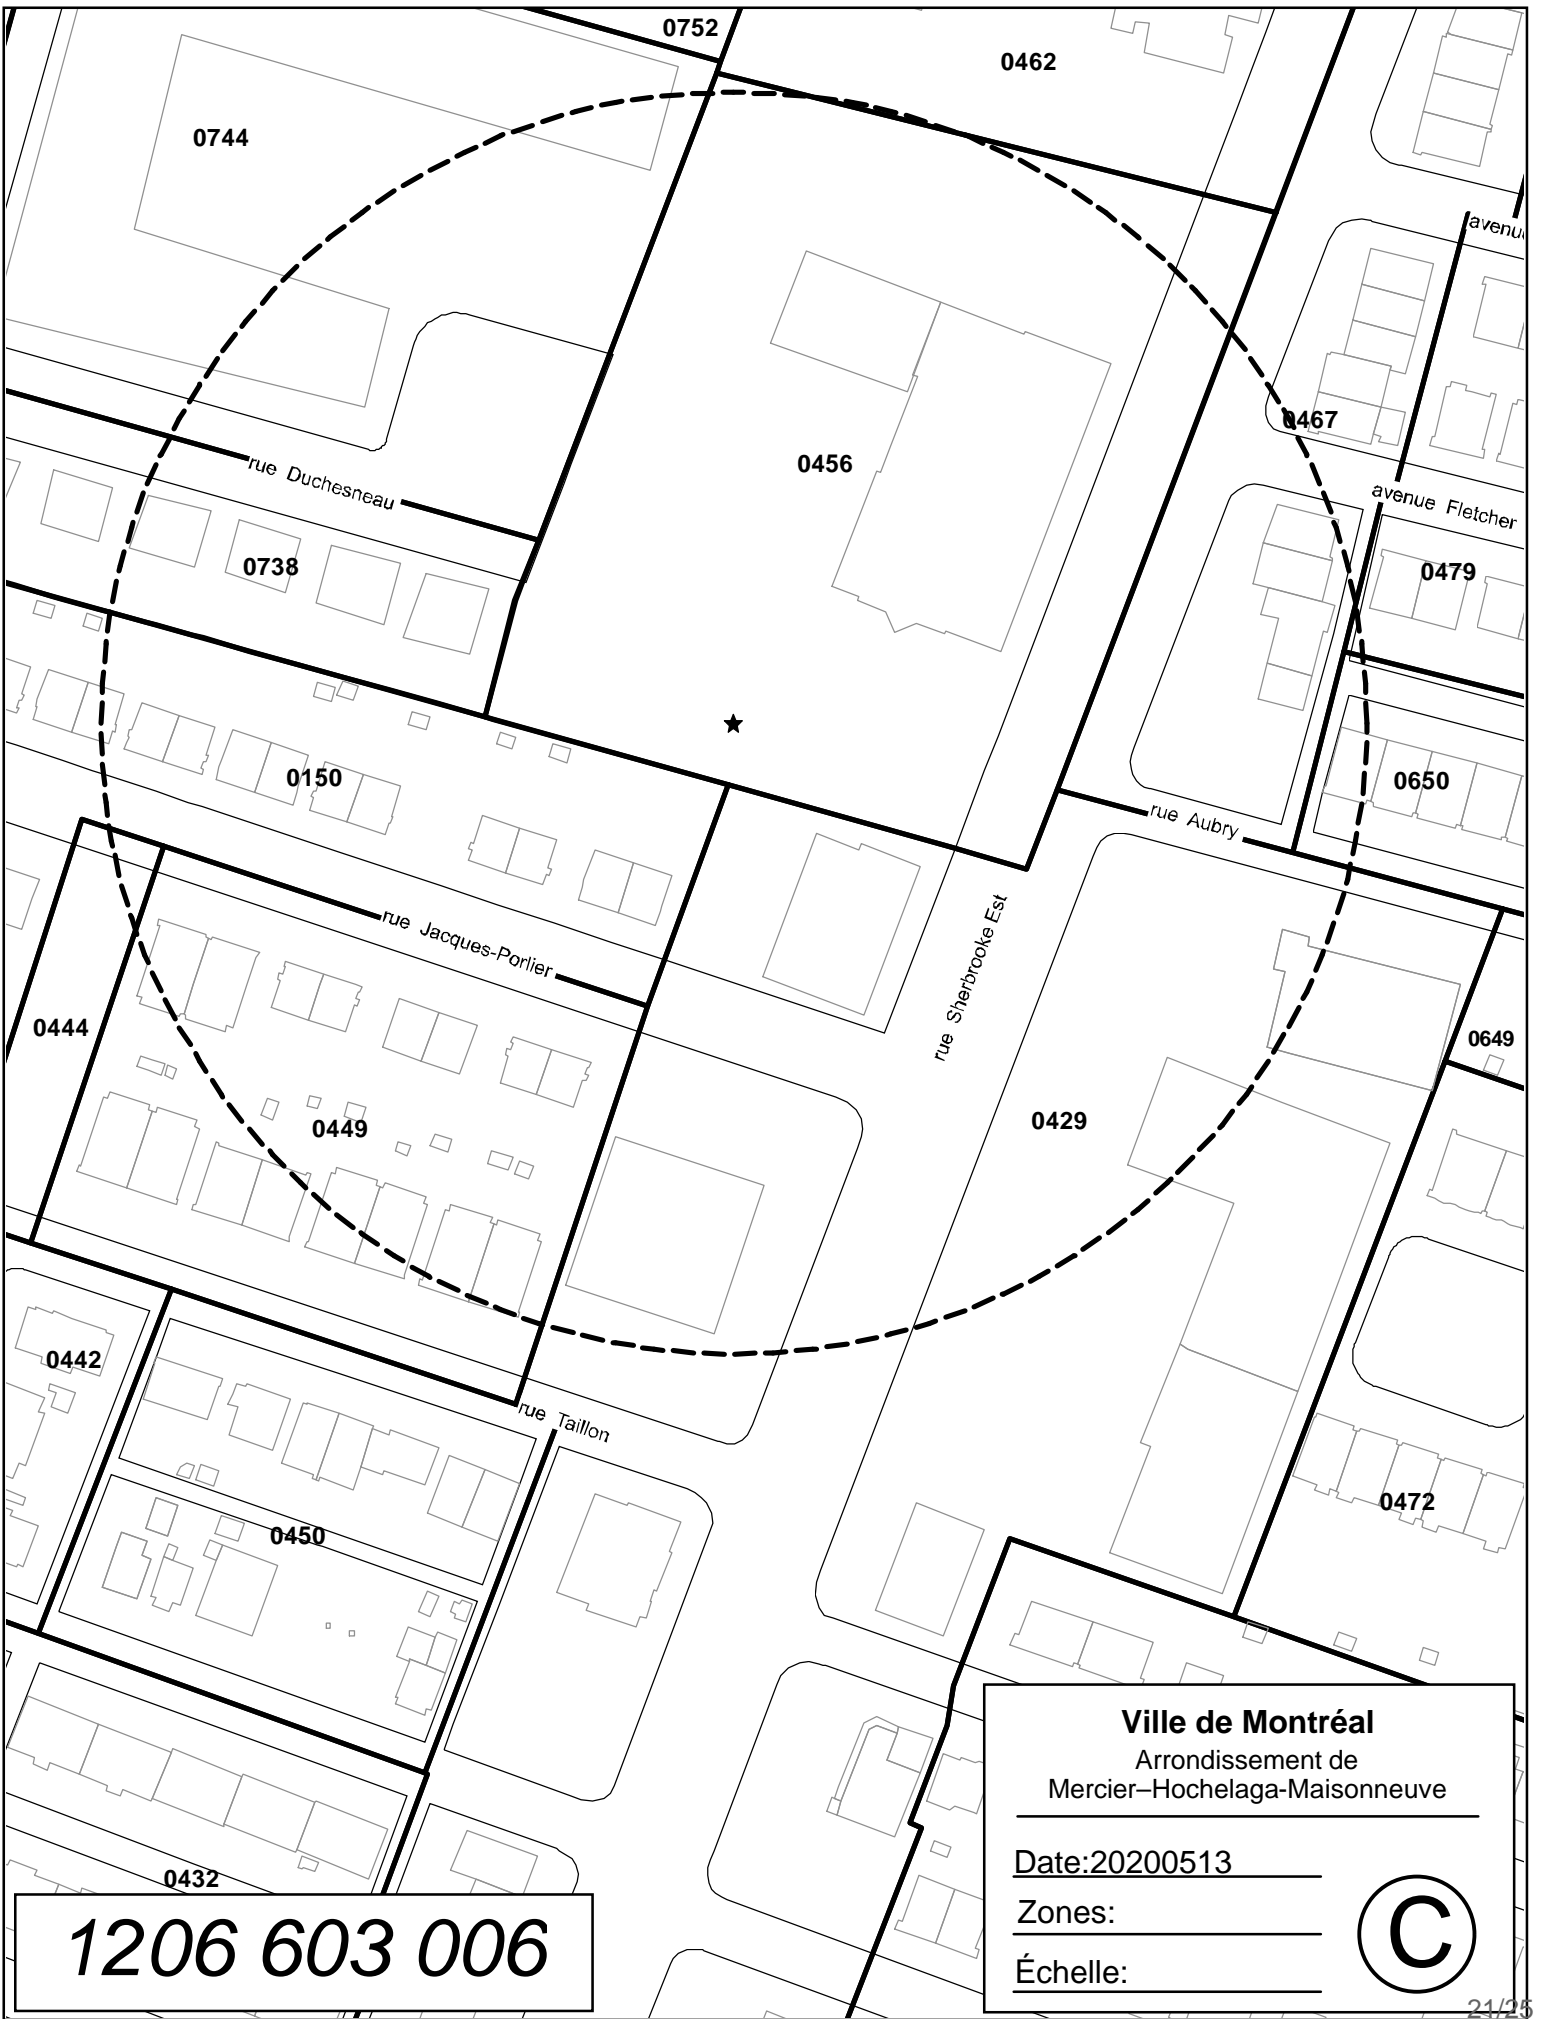 0752
0462
0744
avenu
0467
0456
rue Duchesneau
avenue Fletcher
0738
0479
0150
0650
rue Aubry
rue Jacques-Porlier
rue Sherbrooke Est
0444
0649
0449
0429
0442
rue Taillon
0472
0450
0432
1206 603 006
Ville de Montréal
Arrondissement de
Mercier–Hochelaga-Maisonneuve
Date:20200513
Zones:
Échelle:
C
21/25